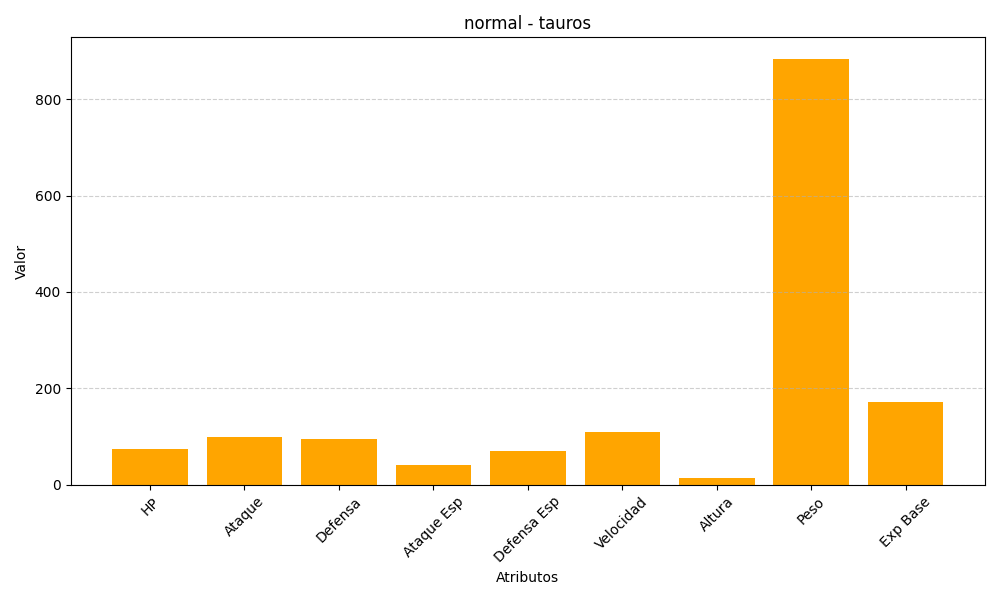 normal - tauros
Valor
800
600
400
200
0
HP
Ataque
Defensa
Ataque Esp
Defensa Esp
Velocidad
Altura
Peso
Exp Base
Atributos